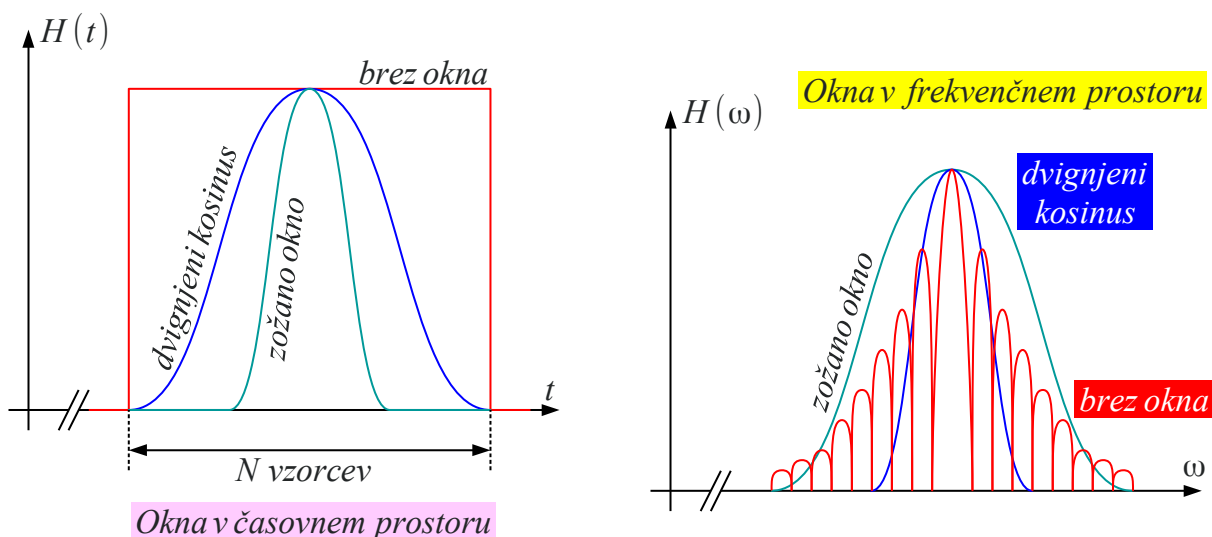 H(t)
brez okna
dvignjeni kosinus
zožano okno
t
N vzorcev
Okna v časovnem prostoru
Okna v frekvenčnem prostoru
H(ω)
dvignjeni
kosinus
zožano okno
brez okna
ω